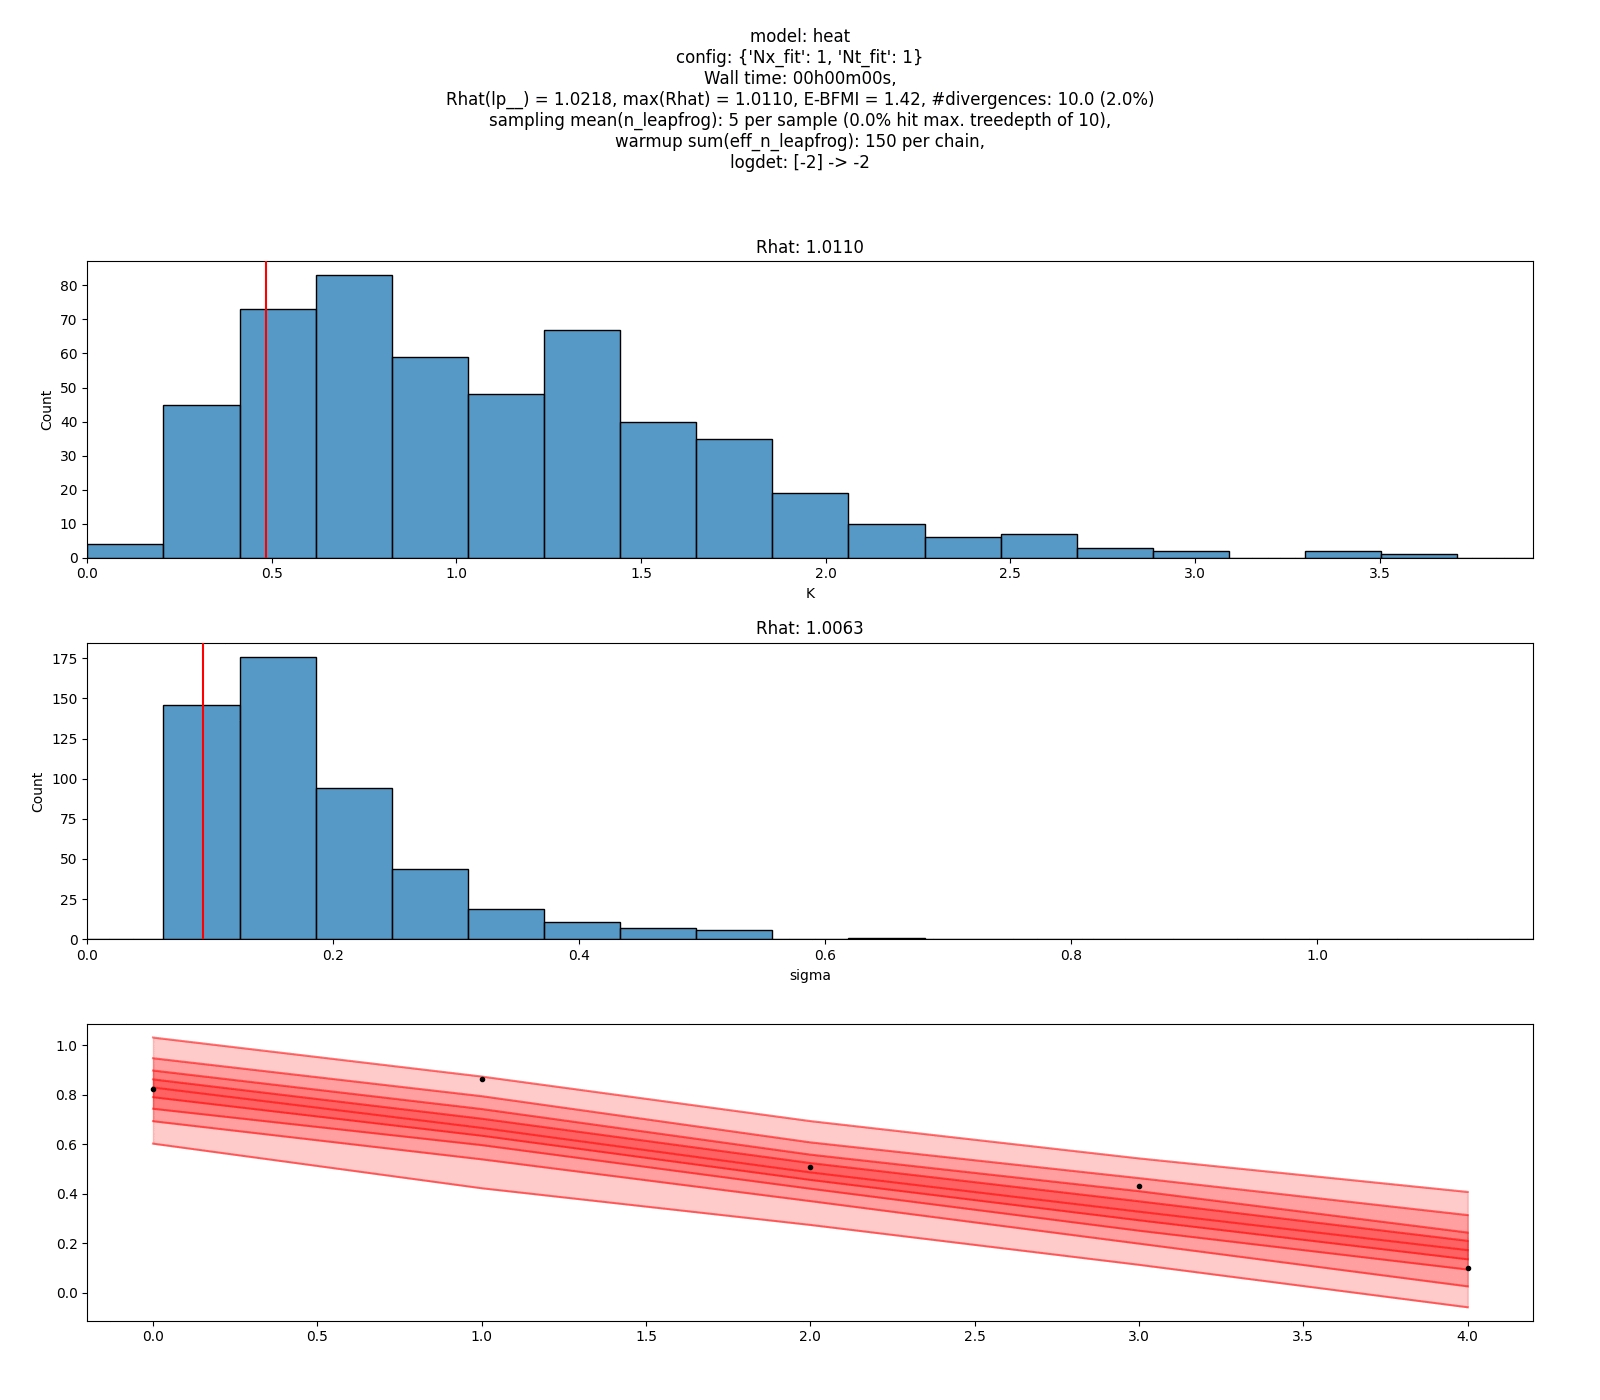 model: heat
config: {'Nx_fit': 1, 'Nt_fit': 1}
Wall time: 00h00m00s,
Rhat(lp__) = 1.0218, max(Rhat) = 1.0110, E-BFMI = 1.42, #divergences: 10.0 (2.0%)
sampling mean(n_leapfrog): 5 per sample (0.0% hit max. treedepth of 10),
warmup sum(eff_n_leapfrog): 150 per chain,
logdet: [-2] -> -2
Rhat: 1.0110
80
70
60
50
40
30
20
10
0
Count
0.0 0.5 1.0 1.5 2.0 2.5 3.0 3.5
K
Rhat: 1.0063
175
150
125
100
75
50
25
0
Count
0.0 0.2 0.4 0.6 0.8 1.0
sigma
1.0
0.8
0.6
0.4
0.2
0.0
0.0 0.5 1.0 1.5 2.0 2.5 3.0 3.5 4.0